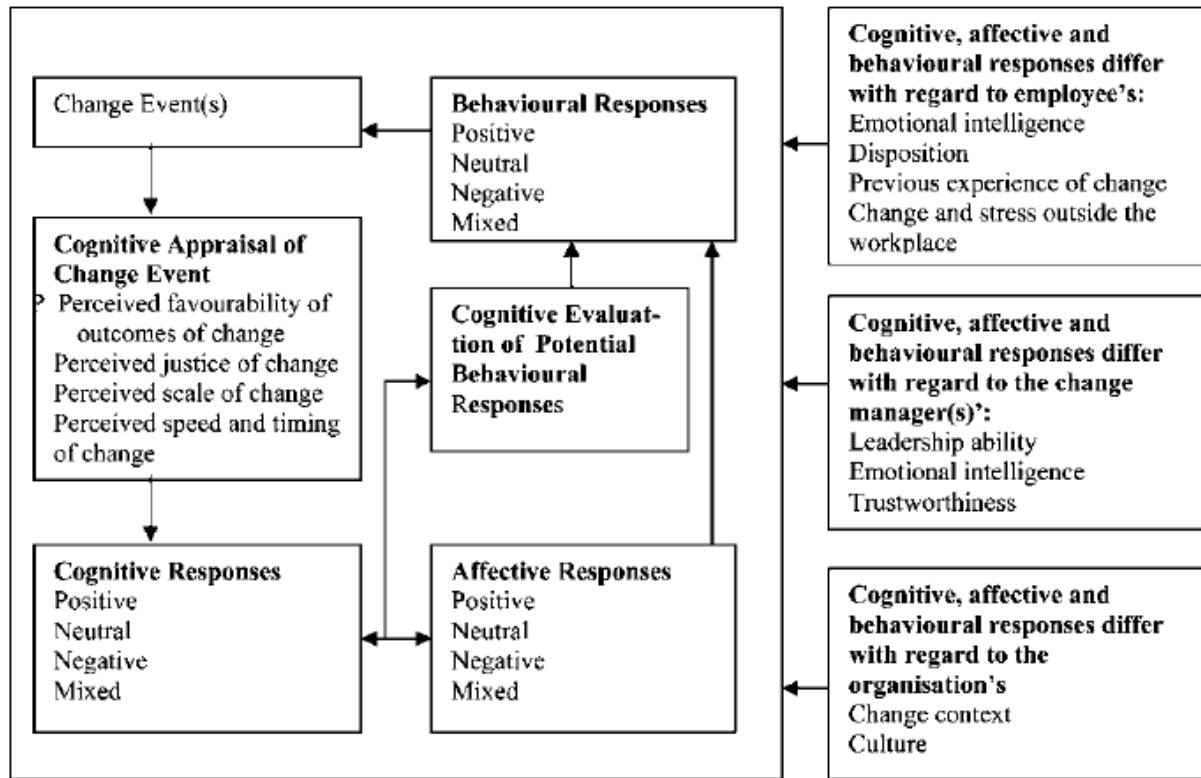 Change Event(s)
Cognitive Appraisal of
Change Event
? Perceived favourability of
outcomes of change
Perceived justice of change
Perceived scale of change
Perceived speed and timing
of change
Cognitive Responses
Positive
Neutral
Negative
Mixed
Behavioural Responses
Positive
Neutral
Negative
Mixed
Cognitive Evalua-
tion of Potential
Behavioural
Responses
Affective Responses
Positive
Neutral
Negative
Mixed
Cognitive, affective and
behavioural responses differ
with regard to employee's:
Emotional intelligence
Disposition
Previous experience of change
Change and stress outside the
workplace
Cognitive, affective and
behavioural responses differ
with regard to the change
manager(s)':
Leadership ability
Emotional intelligence
Trustworthiness
Cognitive, affective and
behavioural responses differ
with regard to the
organisation's
Change context
Culture